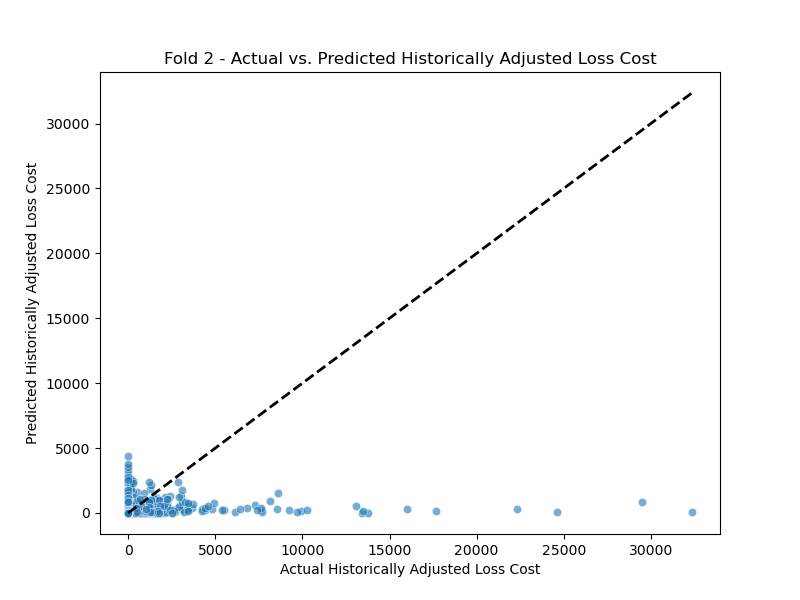 Fold 2 - Actual vs. Predicted Historically Adjusted Loss Cost
Predicted Historically Adjusted Loss Cost
30000
25000
20000
15000
10000
5000
0
0 5000 10000 15000 20000 25000 30000
Actual Historically Adjusted Loss Cost